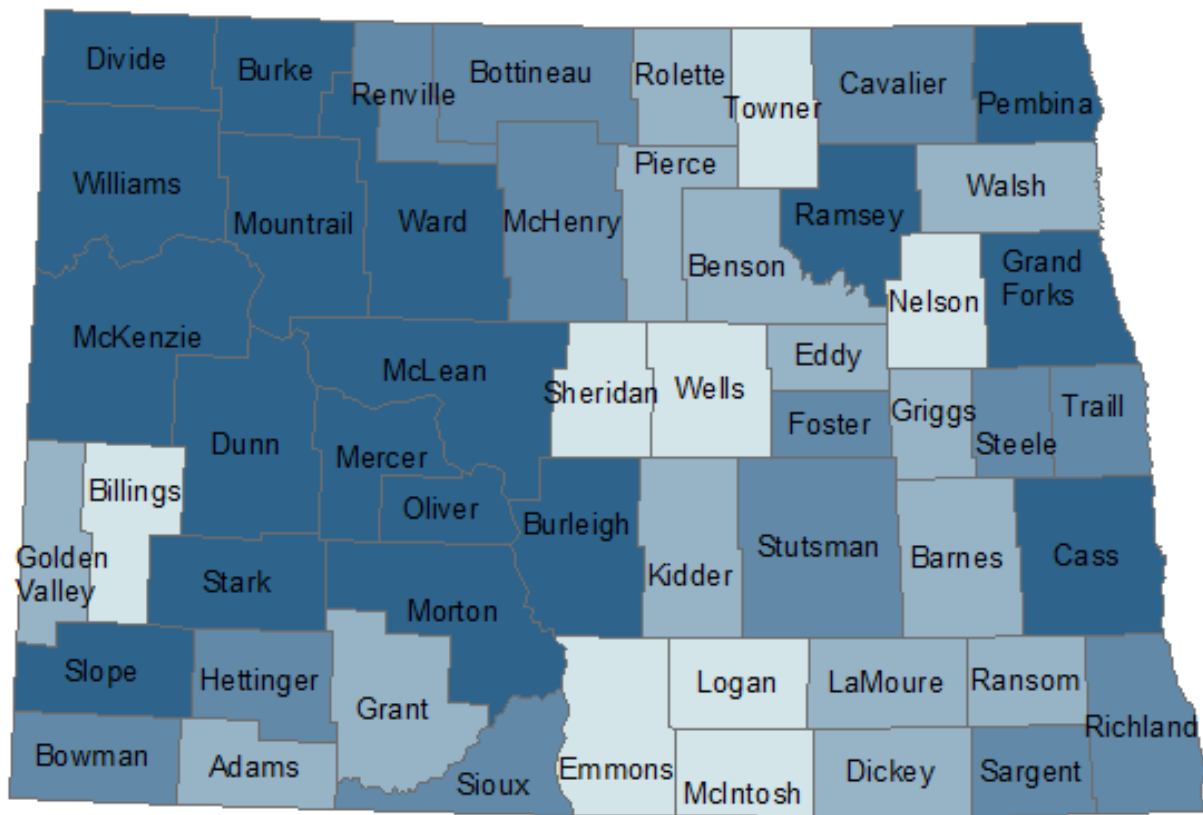 Divide
Burke
Renville
Bottineau
Rolette
Towner
Cavalier
Pembina
Williams
Mountrail
Ward
McHenry
Pierce
Benson
Ramsey
Walsh
Nelson
Grand
Forks
McKenzie
McLean
Sheridan
Wells
Eddy
Foster
Griggs
Steele
Traill
Dunn
Mercer
Oliver
Billings
Golden
Valley
Burleigh
Kidder
Stutsman
Barnes
Cass
Stark
Morton
Slope
Hettinger
Grant
Logan
LaMoure
Ransom
Richland
Bowman
Adams
Sioux
Emmons
McIntosh
Dickey
Sargent